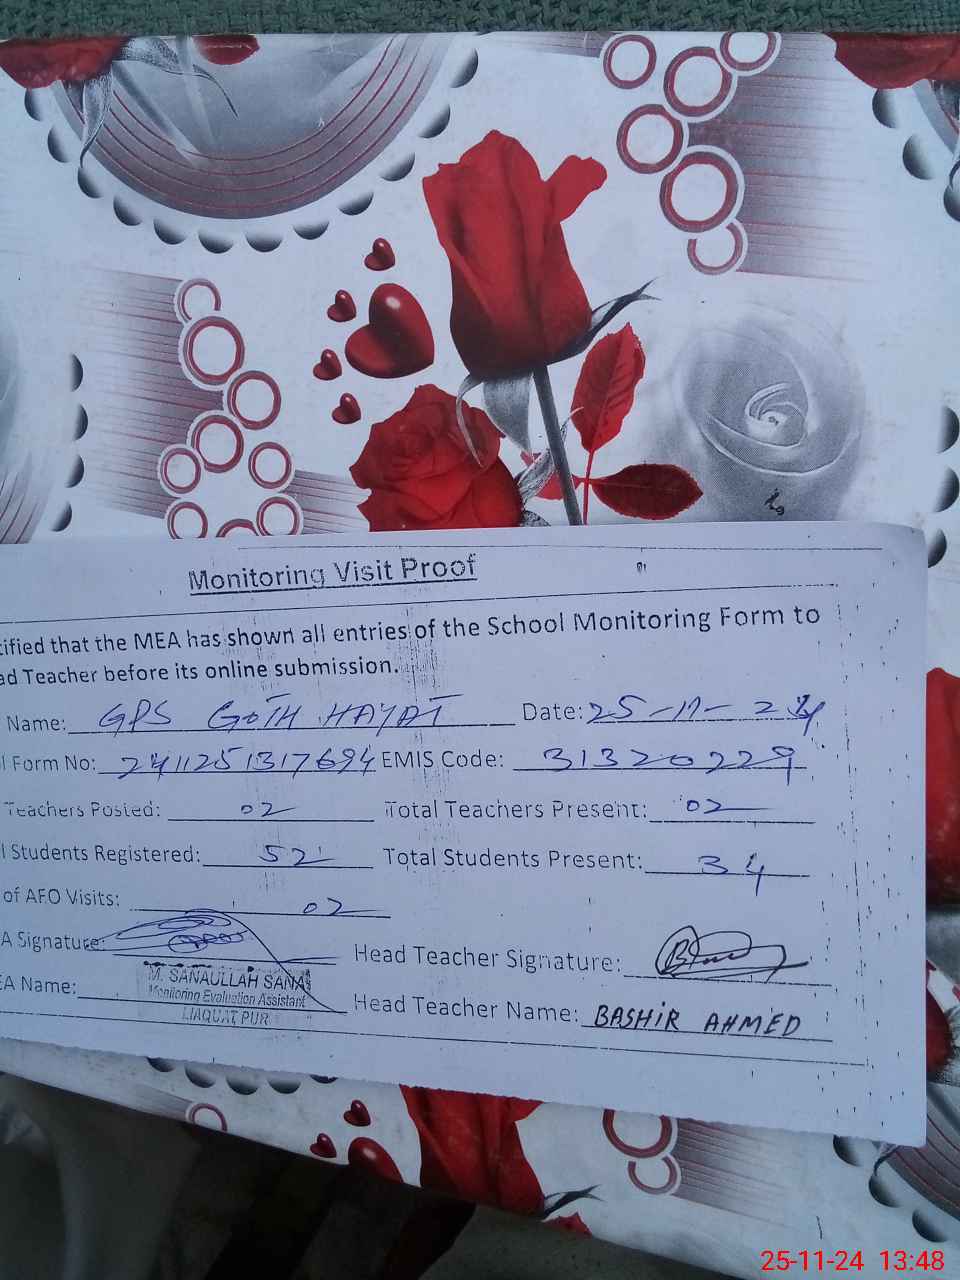 Monitoring Visit Proof
tified that the MEA has shown all entries of the School Monitoring Form to
ad Teacher before its online submission.
Name: GPS GOTH HAYAT Date: 25-11-24
l Form No: 2411251317694 EMIS Code: 31320229
Teachers Posted: 02 Total Teachers Present: 02
l Students Registered: 52 Total Students Present: 34
of AFO Visits: 02
A Signature: Head Teacher Signature:
EA Name: M. SANAULLAH SANA
Monitoring Evaluation Assistant
LIAQUAT PUR
Head Teacher Name: BASHIR AHMED
25-11-24 13:48